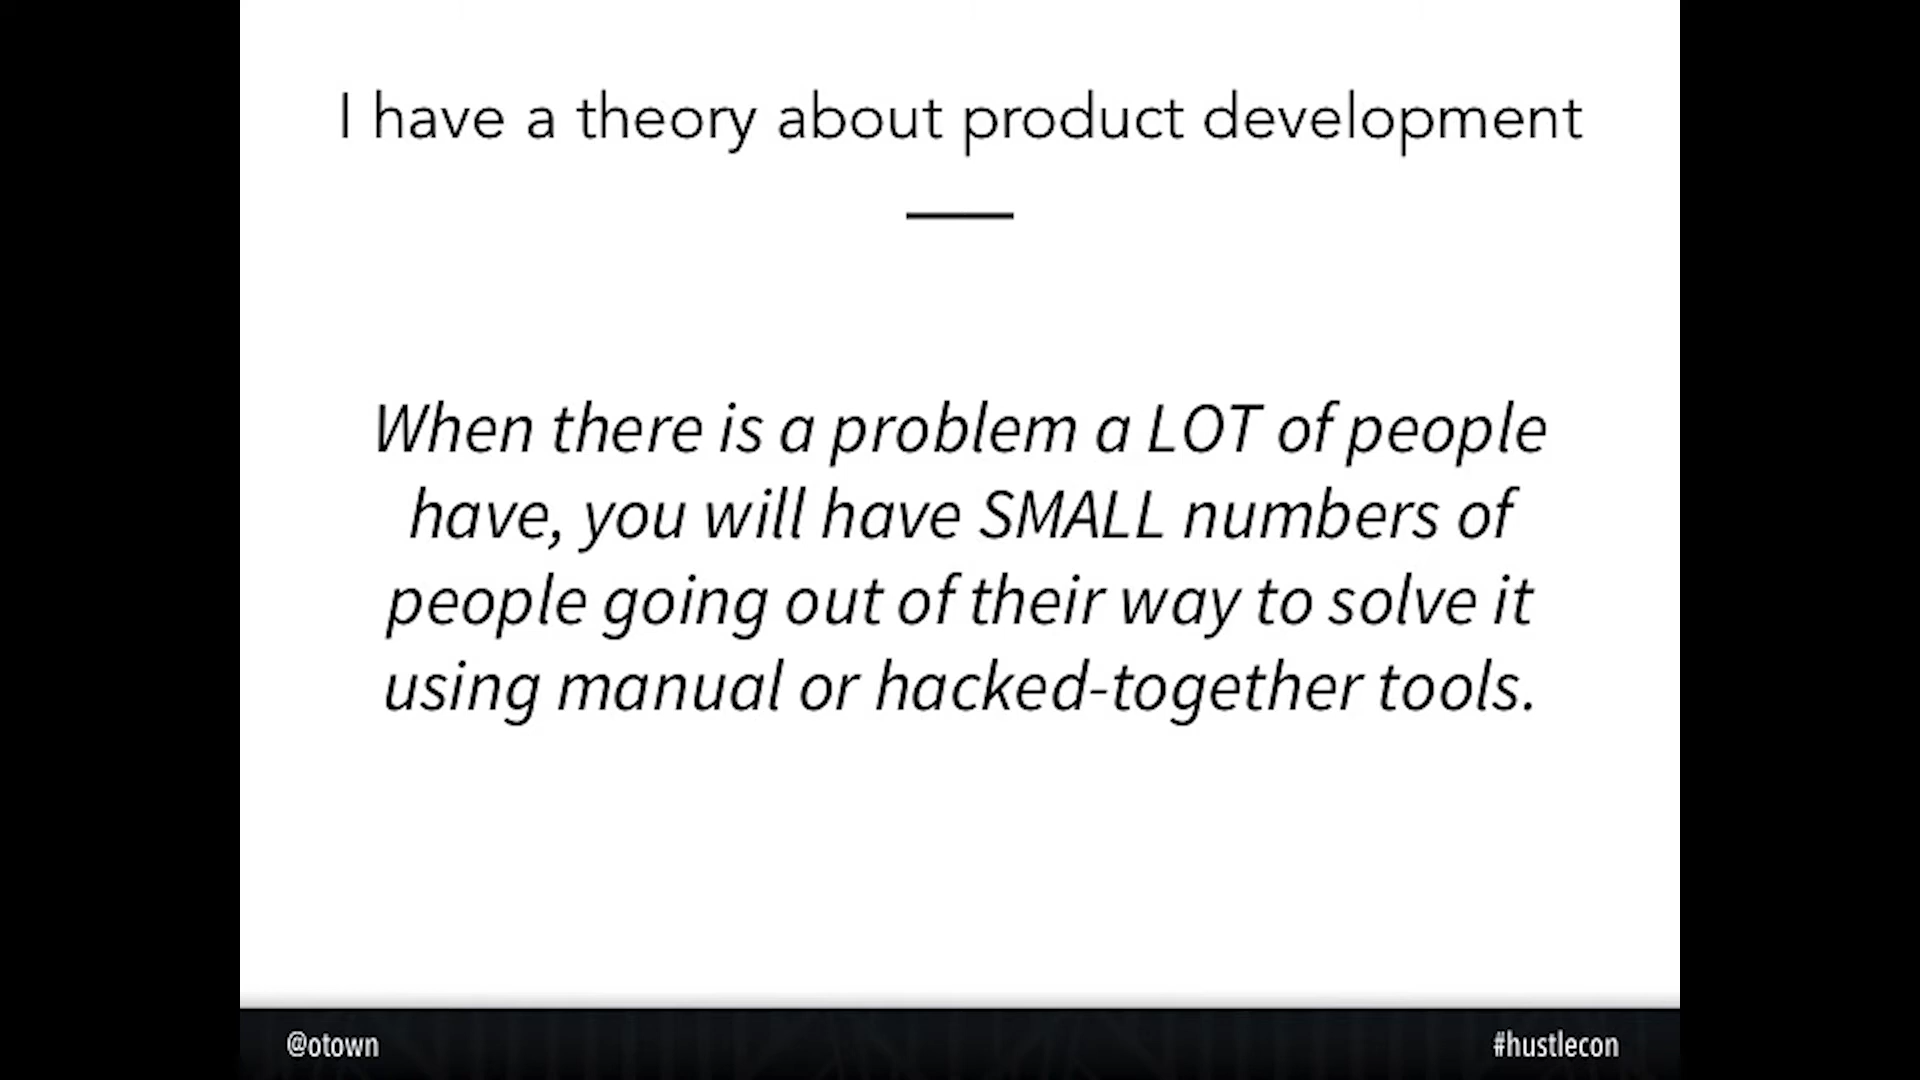 I have a theory about product development
When there is a problem a LOT of people
have, you will have SMALL numbers of
people going out of their way to solve it
using manual or hacked-together tools.
@otown
#hustlecon